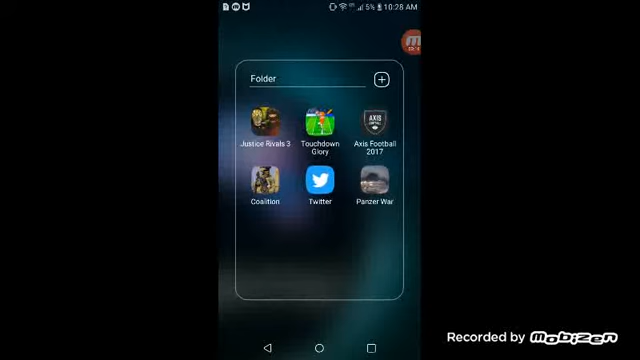 5% 10:28 AM
Folder
Justice Rivals 3
Touchdown
Glory
AXIS
Axis Football
2017
Coalition
Twitter
Panzer War
Recorded by mobizen